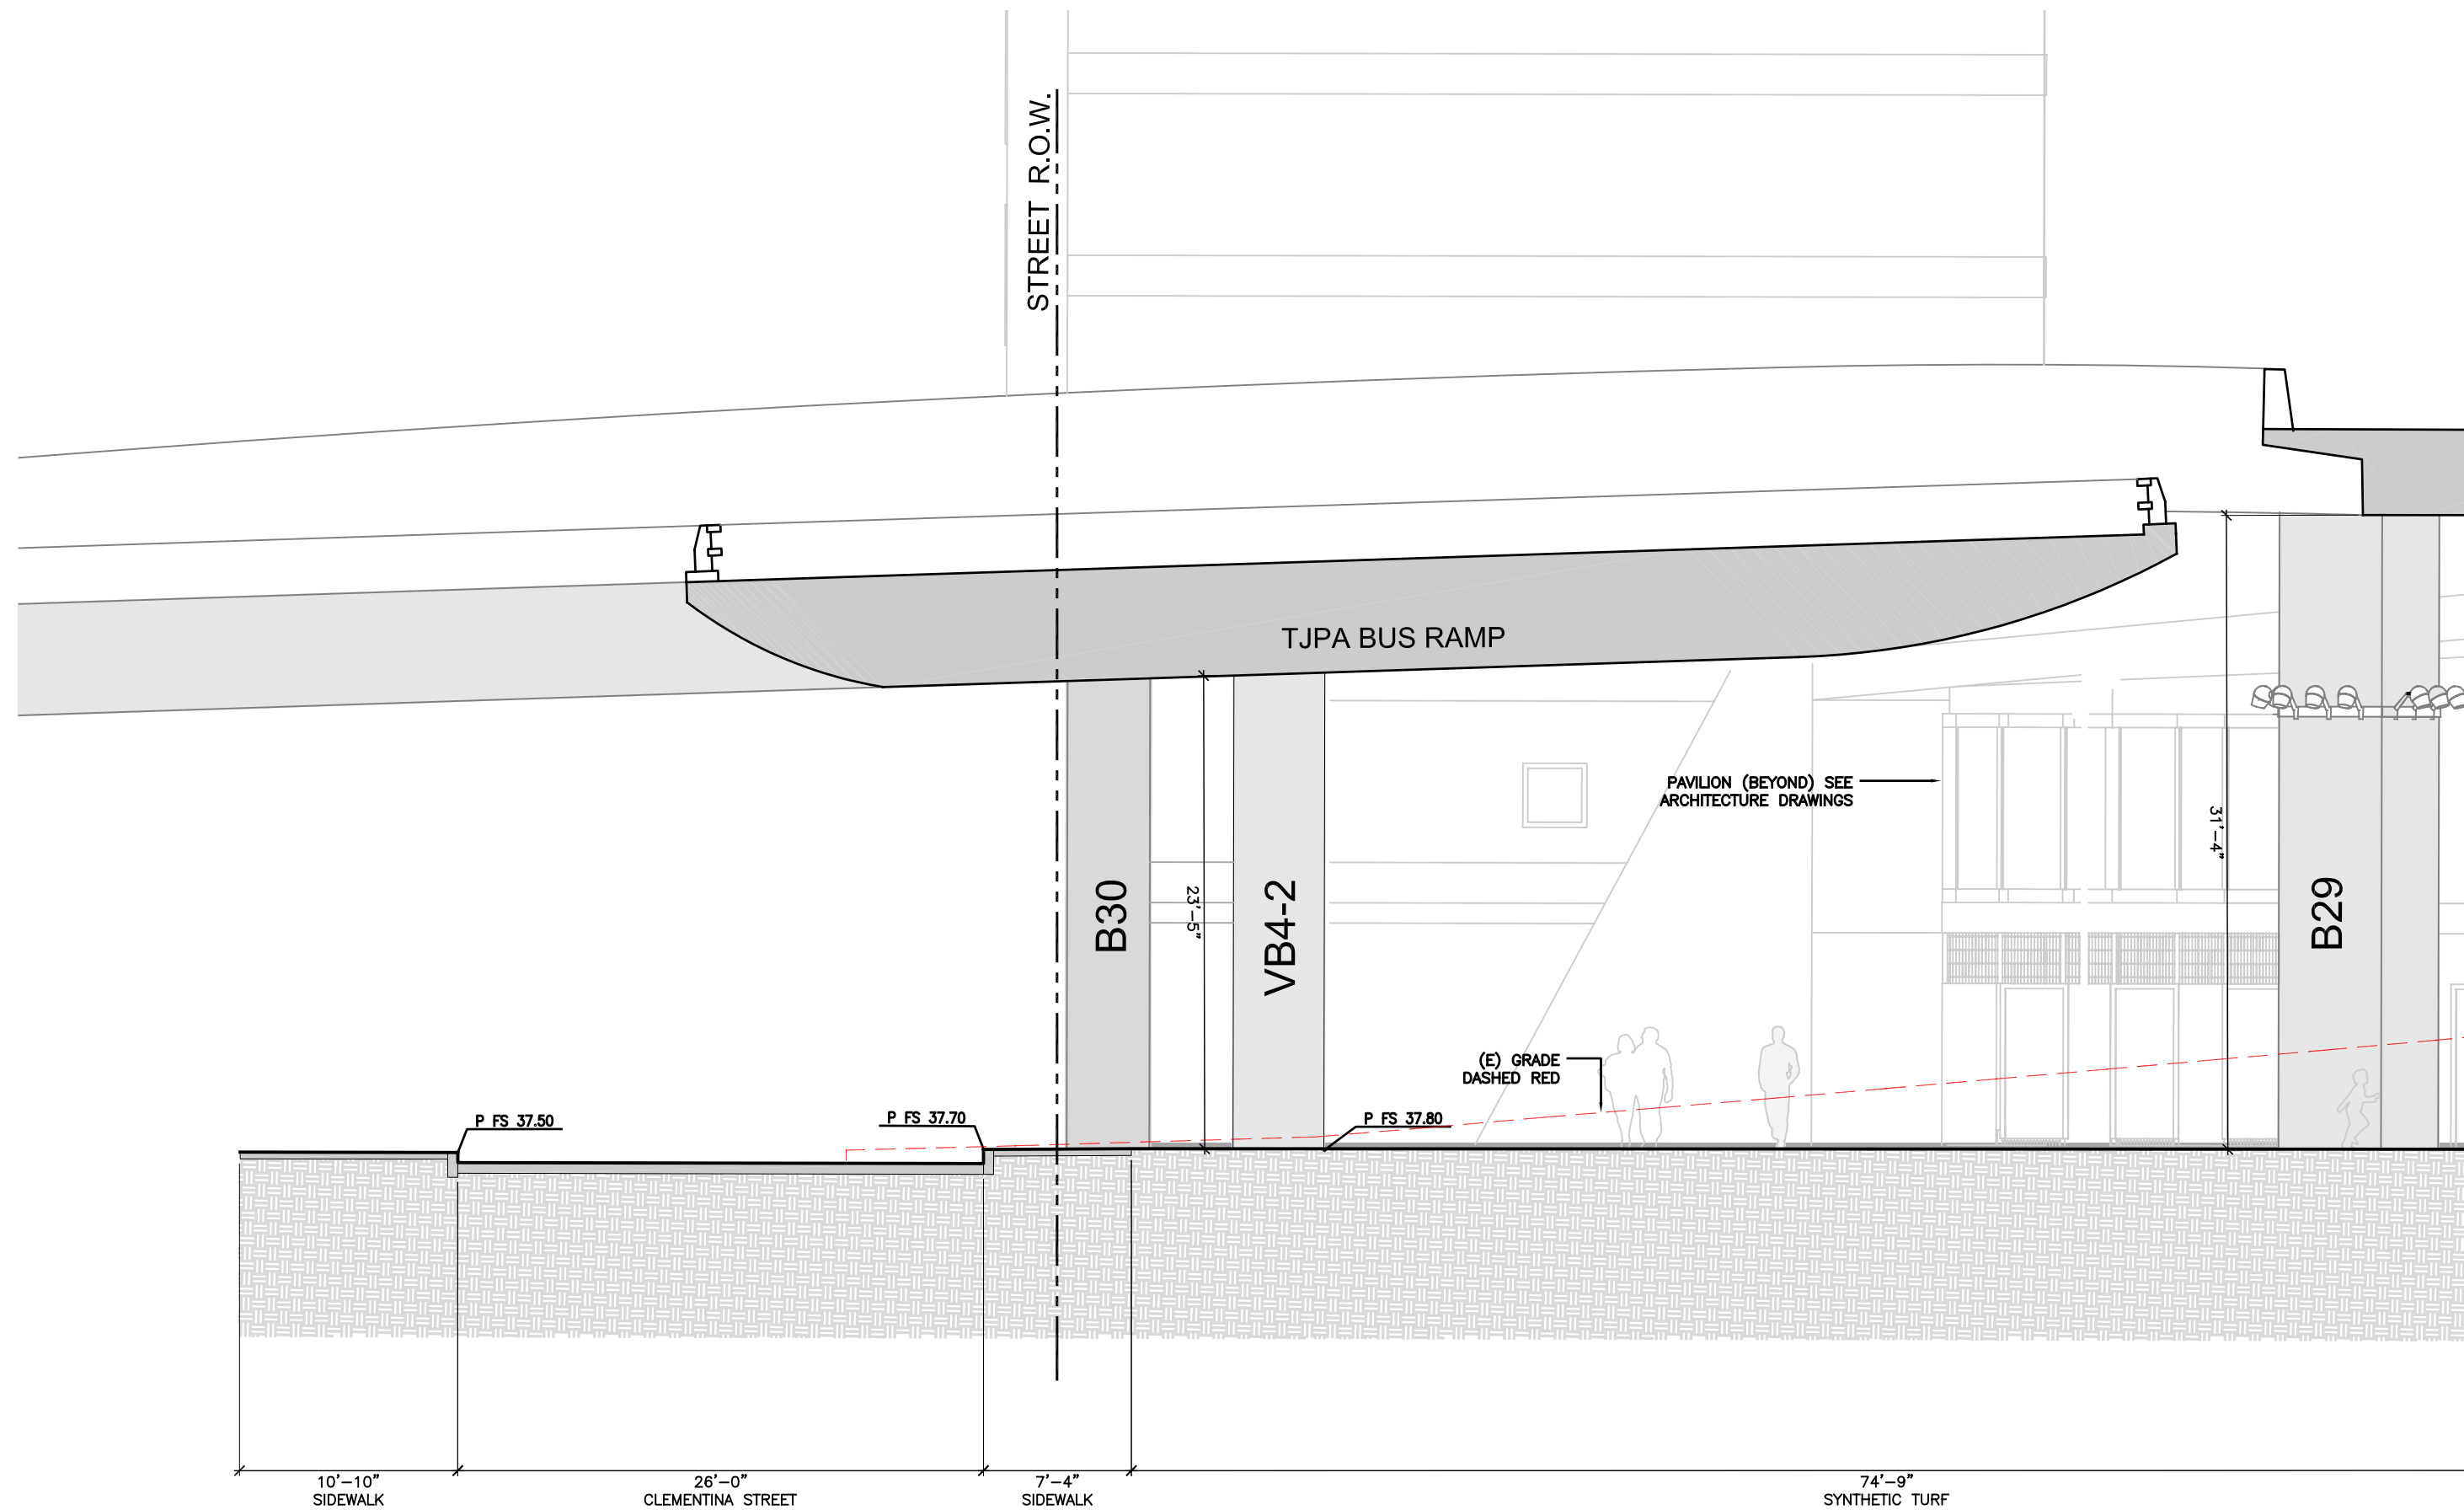 STREET R.O.W.
TJPA BUS RAMP
PAVILION (BEYOND) SEE
ARCHITECTURE DRAWINGS
31'-4"
B30
23'-5"
VB4-2
B29
(E) GRADE
DASHED RED
P FS 37.50
P FS 37.70
P FS 37.80
10'-10"
SIDEWALK
26'-0"
CLEMENTINA STREET
7'-4"
SIDEWALK
74'-9"
SYNTHETIC TURF